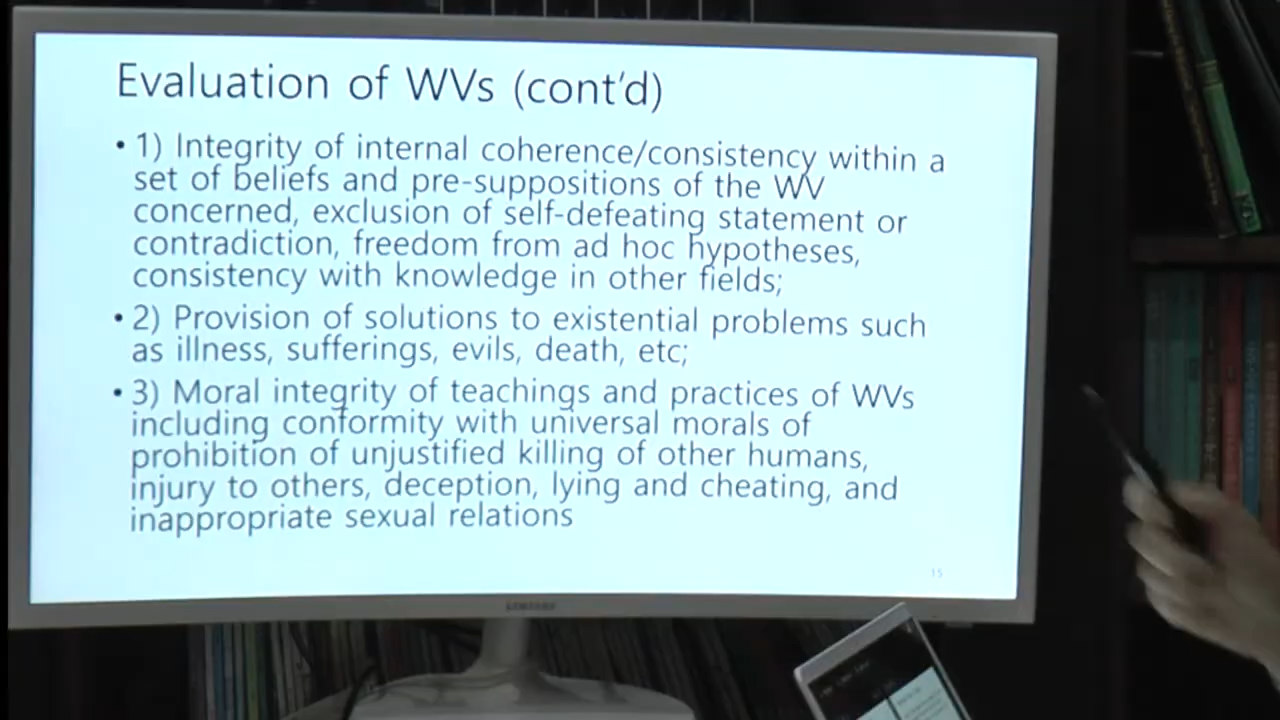 Evaluation of WVs (cont'd)
• 1) Integrity of internal coherence/consistency within a
set of beliefs and pre-suppositions of the WV
concerned, exclusion of self-defeating statement or
contradiction, freedom from ad hoc hypotheses,
consistency with knowledge in other fields;
• 2) Provision of solutions to existential problems such
as illness, sufferings, evils, death, etc;
• 3) Moral integrity of teachings and practices of WVs
including conformity with universal morals of
prohibition of unjustified killing of other humans,
injury to others, deception, lying and cheating, and
inappropriate sexual relations
15
SAMSUNG